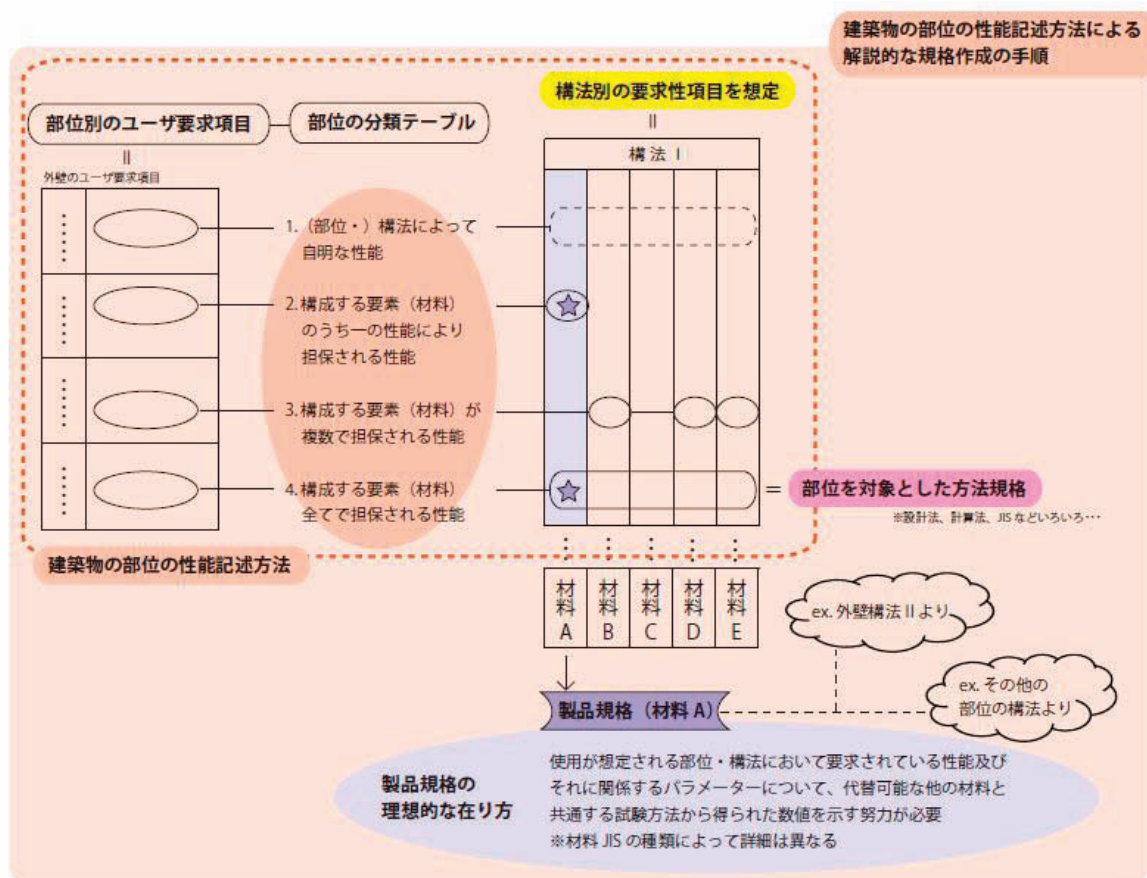 建築物の部位の性能記述方法による
解説的な規格作成の手順
構法別の要求性項目を想定
部位別のユーザ要求項目
部位の分類テーブル
=
=
外壁のユーザ要求項目
構法 I
1.（部位・）構法によって
自明な性能
2. 構成する要素（材料）
のうち一の性能により
担保される性能
3. 構成する要素（材料）が
複数で担保される性能
4. 構成する要素（材料）
全てで担保される性能
= 部位を対象とした方法規格
※設計法、計算法、JISなどいろいろ…
建築物の部位の性能記述方法
材料A
材料B
材料C
材料D
材料E
ex. 外壁構法 II より
ex. その他の
部位の構法より
製品規格（材料 A）
製品規格の
理想的な在り方
使用が想定される部位・構法において要求されている性能及び
それに関係するパラメーターについて、代替可能な他の材料と
共通する試験方法から得られた数値を示す努力が必要
※材料 JIS の種類によって詳細は異なる